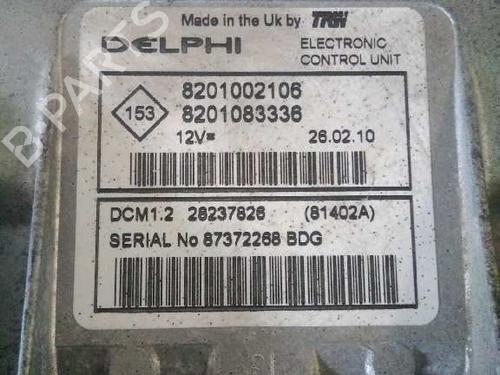 Made in the Uk by TRW
DELPHI ELECTRONIC
CONTROL UNIT
8201002106
153 8201083336
12V= 26.02.10
DCM1.2 28237826 (81402A)
SERIAL No 87372268 BDG
B-PARTS